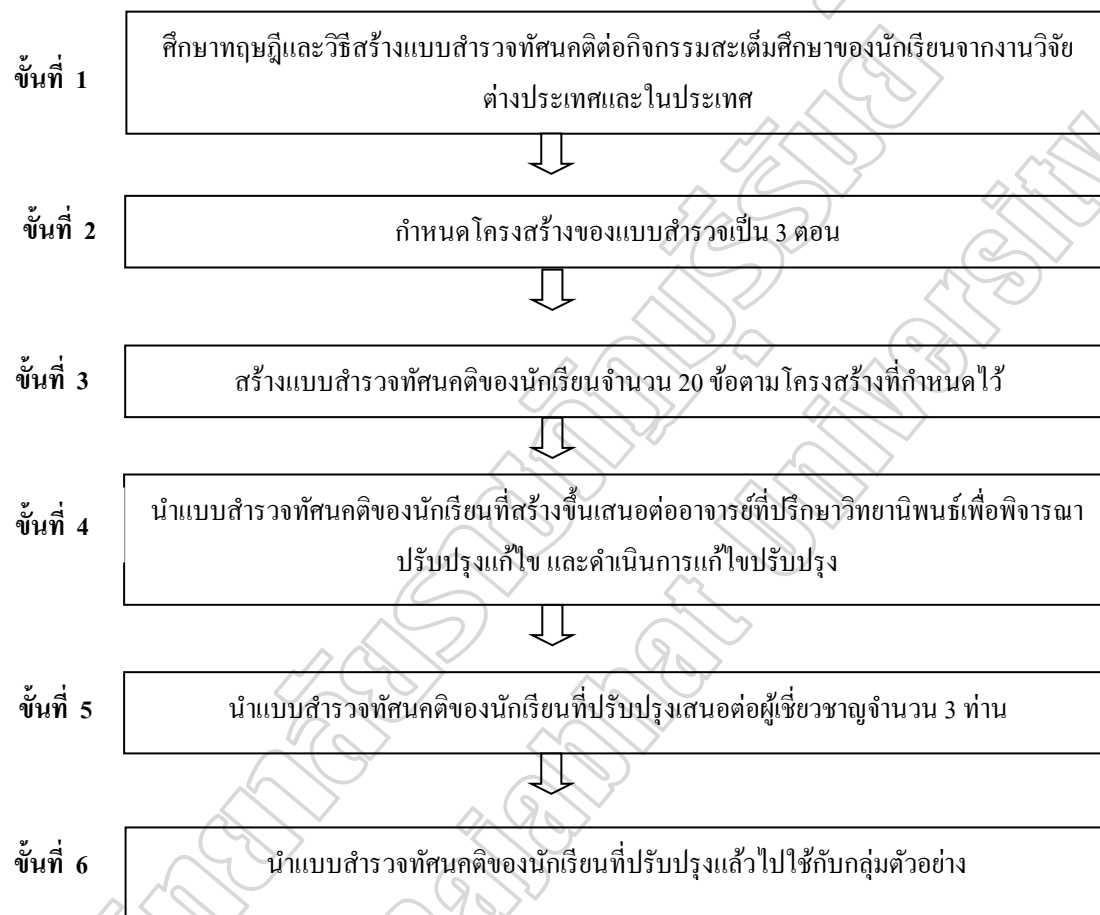 ขั้นที่ 1
ศึกษาทฤษฎีและวิธีสร้างแบบสำรวจทัศนคติต่อกิจกรรมสะเต็มศึกษาของนักเรียนจากงานวิจัย
ต่างประเทศและในประเทศ
ขั้นที่ 2
กำหนดโครงสร้างของแบบสำรวจเป็น 3 ตอน
ขั้นที่ 3
สร้างแบบสำรวจทัศนคติของนักเรียนจำนวน 20 ข้อตามโครงสร้างที่กำหนดไว้
ขั้นที่ 4
นำแบบสำรวจทัศนคติของนักเรียนที่สร้างขึ้นเสนอต่ออาจารย์ที่ปรึกษาวิทยานิพนธ์เพื่อพิจารณา
ปรับปรุงแก้ไข และดำเนินการแก้ไขปรับปรุง
ขั้นที่ 5
นำแบบสำรวจทัศนคติของนักเรียนที่ปรับปรุงเสนอต่อผู้เชี่ยวชาญจำนวน 3 ท่าน
ขั้นที่ 6
นำแบบสำรวจทัศนคติของนักเรียนที่ปรับปรุงแล้วไปใช้กับกลุ่มตัวอย่าง
University